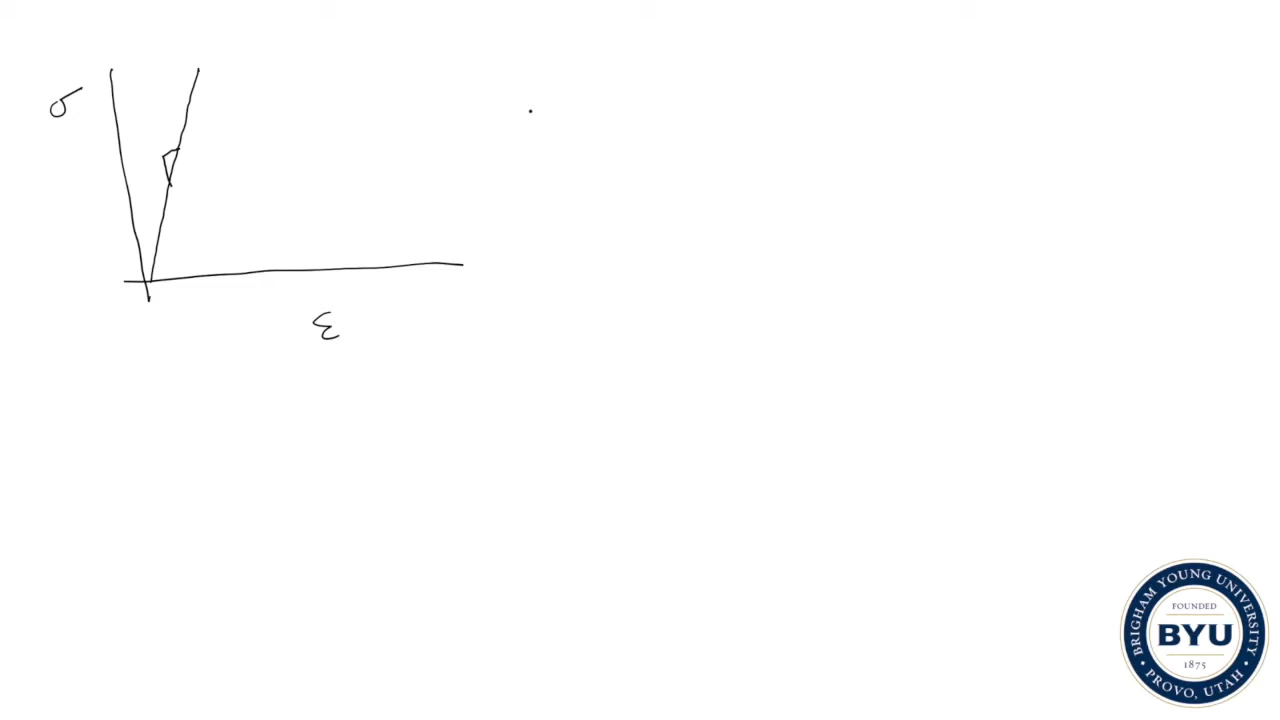 σ
ε
BRIGHAM YOUNG UNIVERSITY
FOUNDED
BYU
1875
PROVO, UTAH